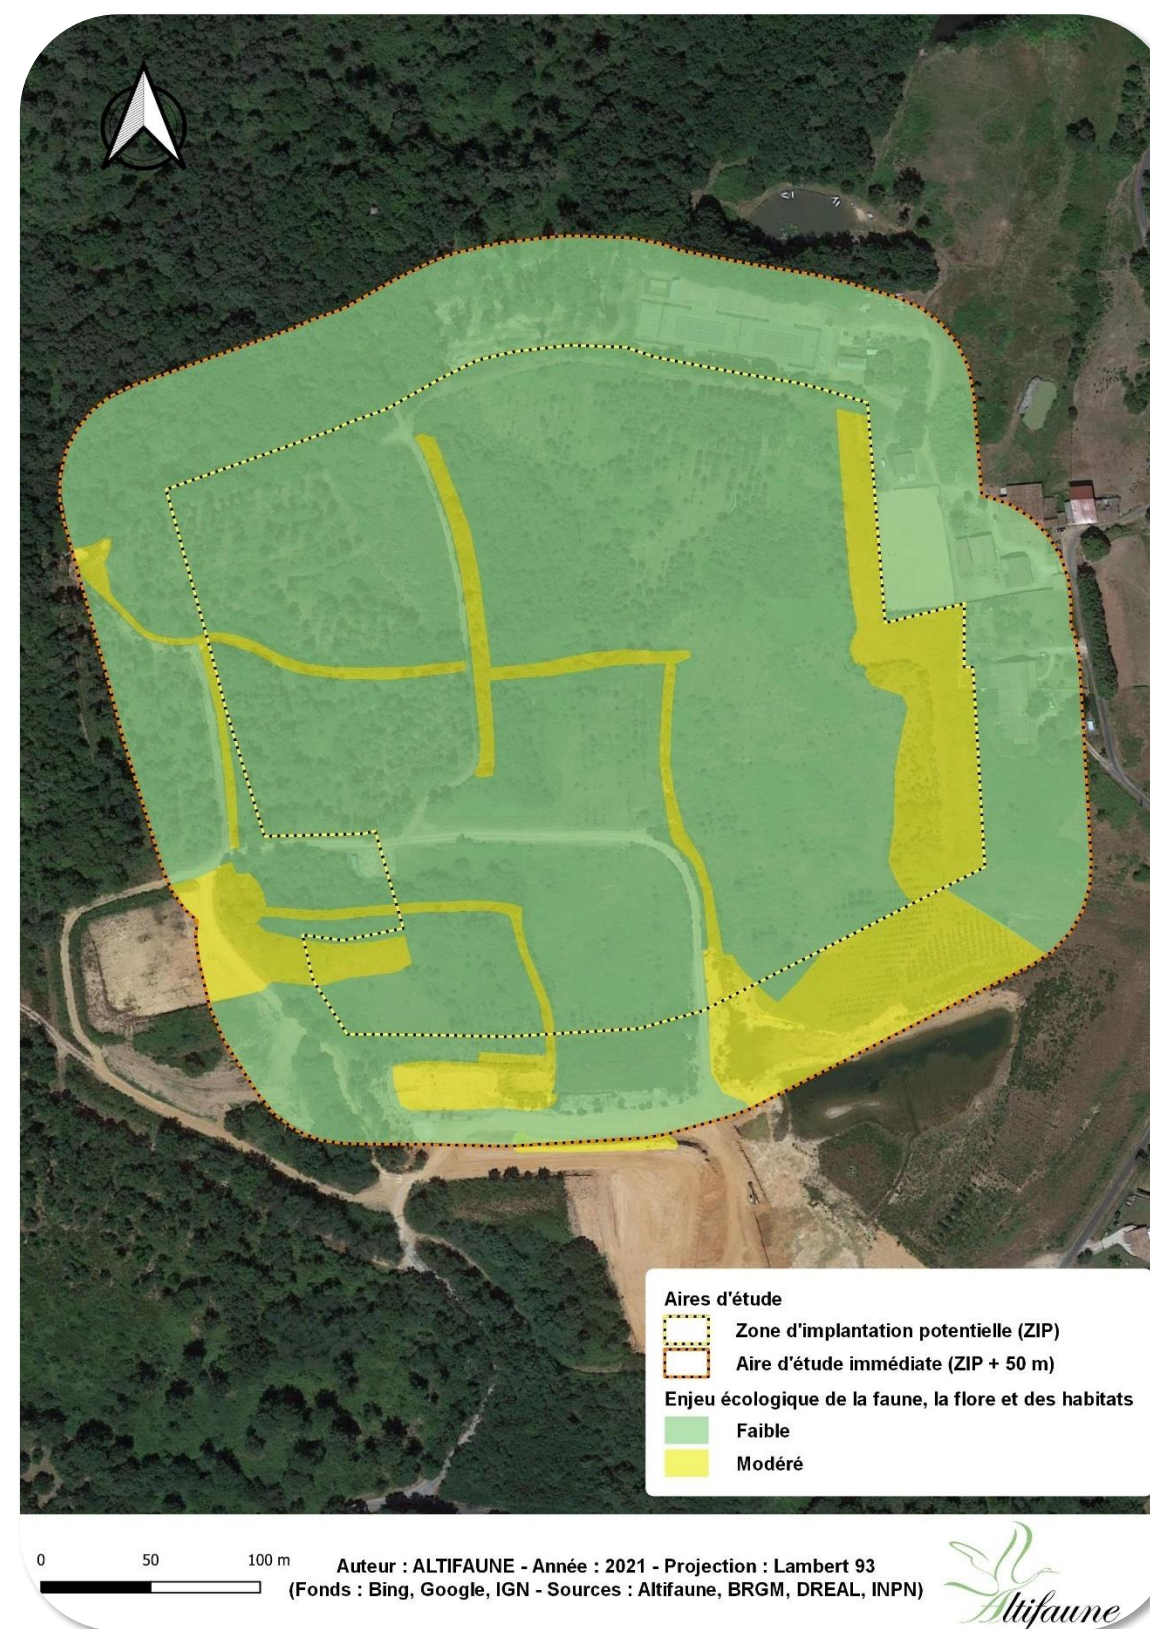 Aires d'étude
Zone d'implantation potentielle (ZIP)
Aire d'étude immédiate (ZIP + 50 m)
Enjeu écologique de la faune, la flore et des habitats
Faible
Modéré
0 50 100 m
Auteur : ALTIFAUNE - Année : 2021 - Projection : Lambert 93
(Fonds : Bing, Google, IGN - Sources : Altifaune, BRGM, DREAL, INPN)
Altifaune